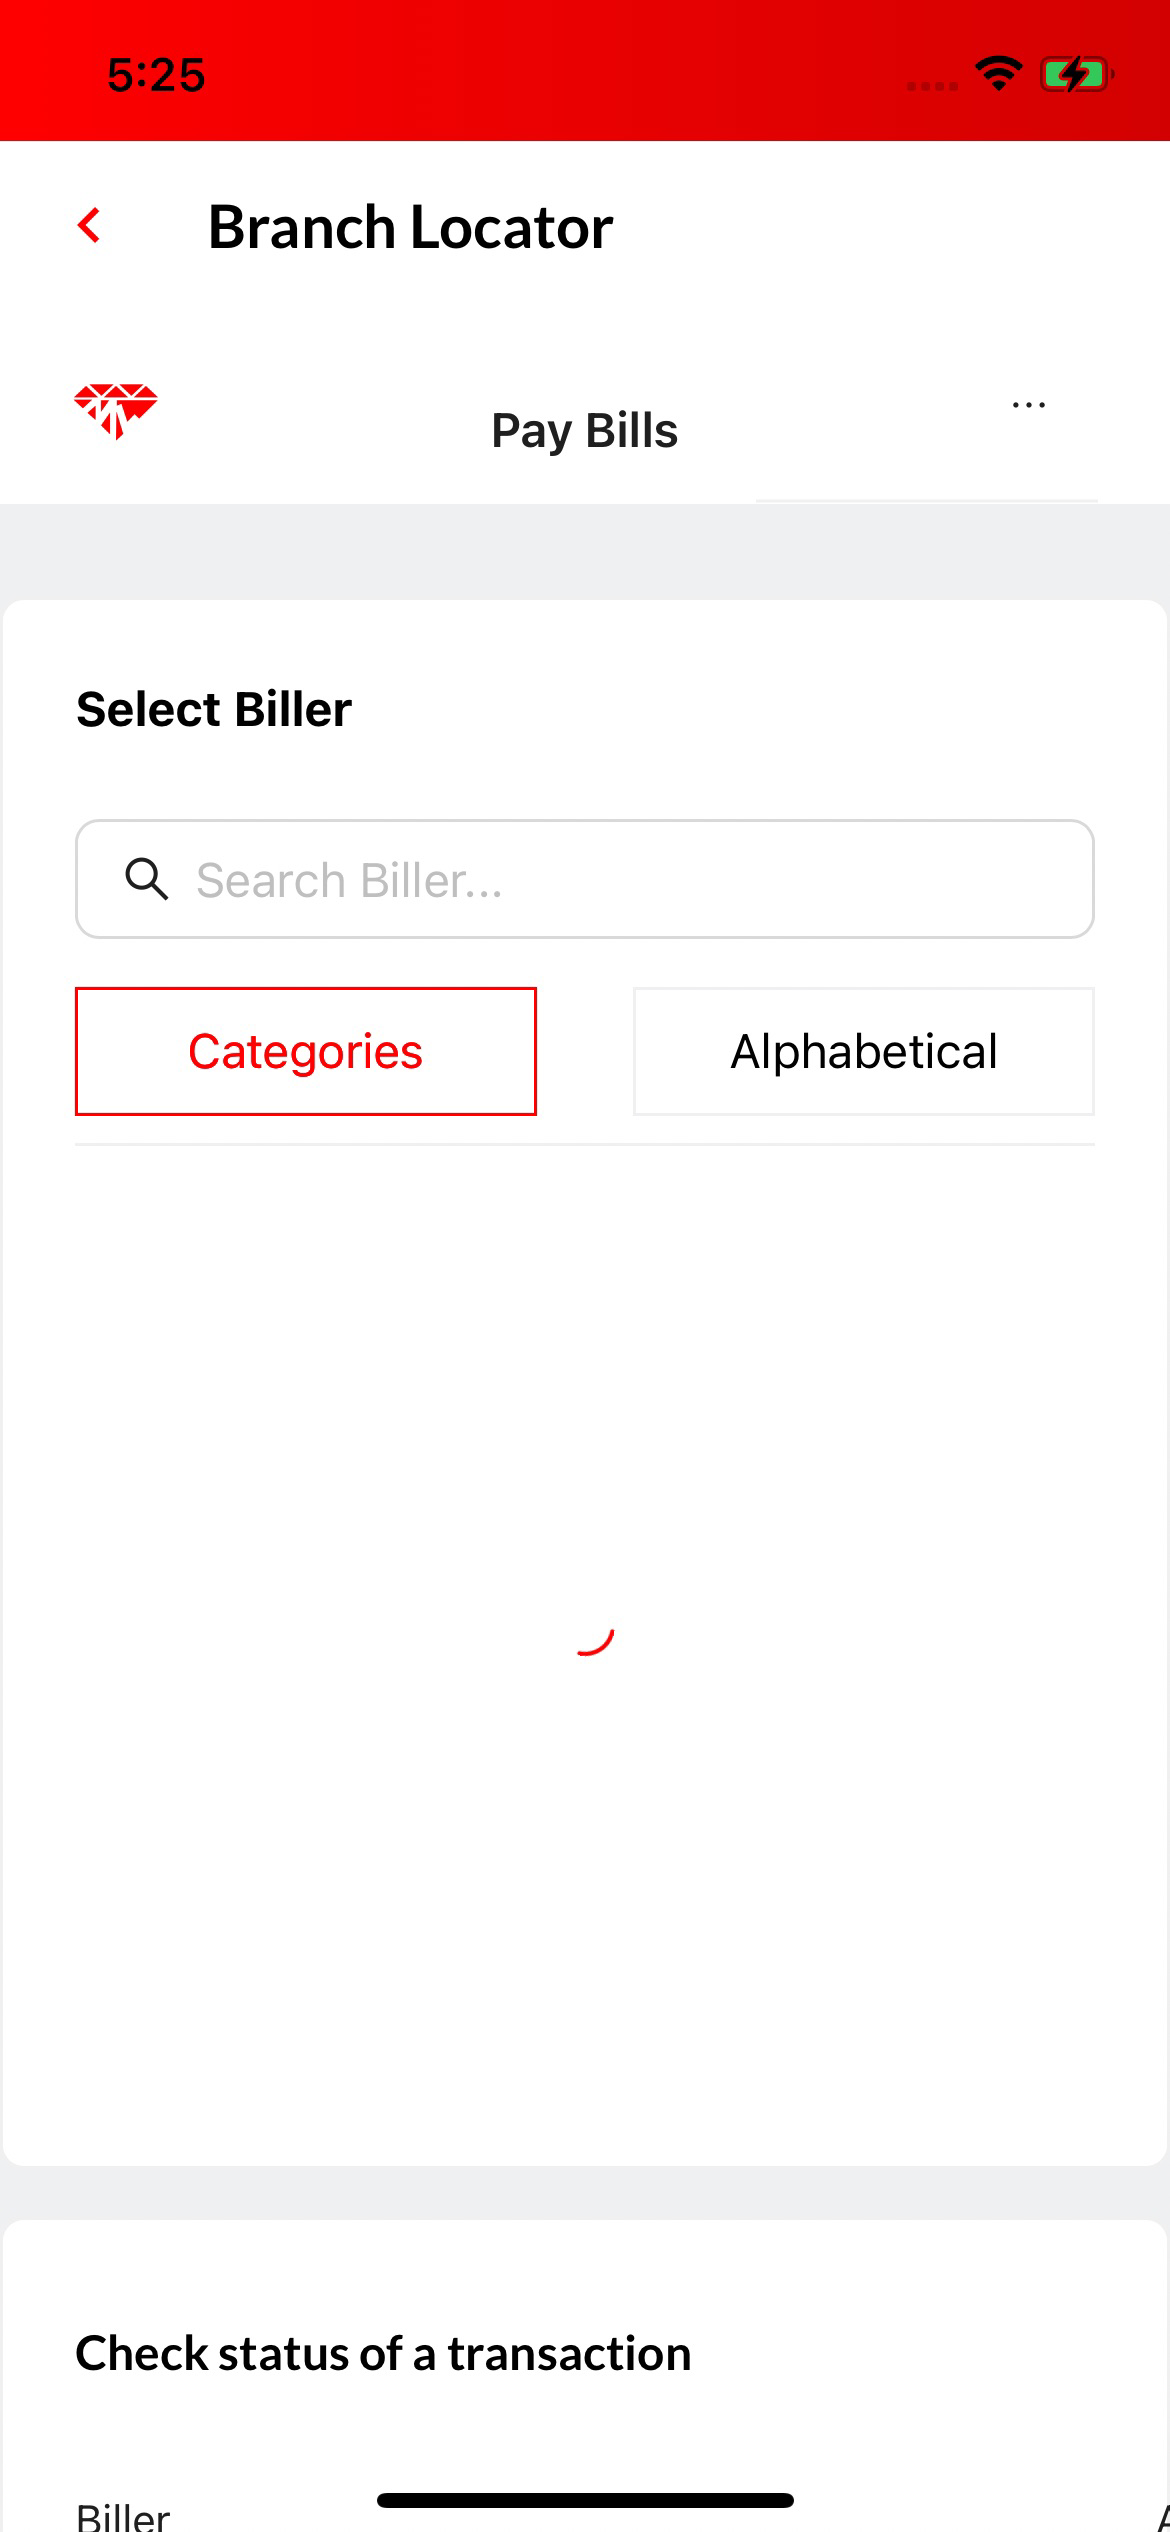 5:25
Branch Locator
Pay Bills
...
Select Biller
Search Biller...
Categories
Alphabetical
Check status of a transaction
Biller